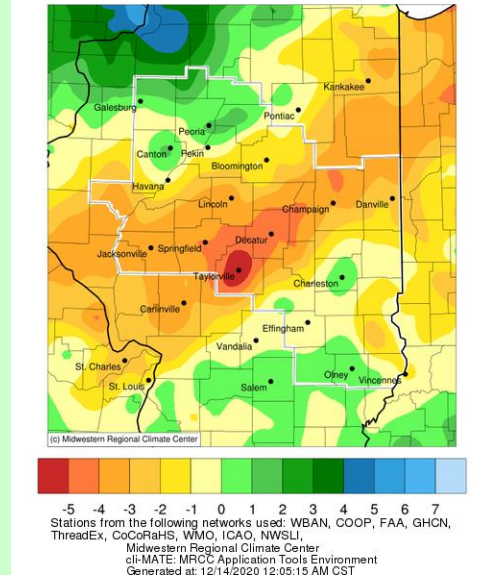 Kankakee
Galesburg
Pontiac
Peoria
Canton Pekin
Bloomington
Havana
Lincoln
Champaign Danville
Decatur
Jacksonville Springfield
Taylorville
Charleston
Carlinville
Effingham
Vandalia
St. Charles
Olney
Vincennes
St. Louis
Salem
(c) Midwestern Regional Climate Center
-5 -4 -3 -2 -1 0 1 2 3 4 5 6 7
Stations from the following networks used: WBAN, COOP, FAA, GHCN,
ThreadEx, CoCoRaHS, WMO, ICAO, NWSLI,
Midwestern Regional Climate Center
cli-MATE: MRCC Application Tools Environment
Generated at: 12/14/2020 12:05:15 AM CST